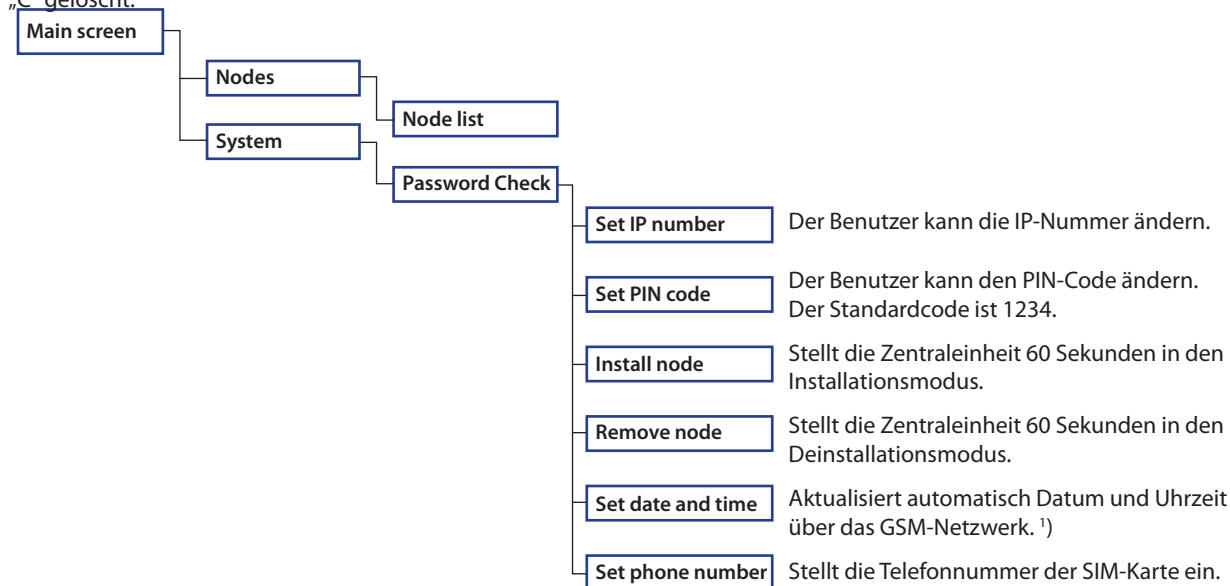 „C“ gelöscht.
Main screen
Nodes
Node list
System
Password Check
Set IP number
Der Benutzer kann die IP-Nummer ändern.
Set PIN code
Der Benutzer kann den PIN-Code ändern.
Der Standardcode ist 1234.
Install node
Stellt die Zentraleinheit 60 Sekunden in den
Installationsmodus.
Remove node
Stellt die Zentraleinheit 60 Sekunden in den
Deinstallationsmodus.
Set date and time
Aktualisiert automatisch Datum und Uhrzeit
über das GSM-Netzwerk. ¹)
Set phone number
Stellt die Telefonnummer der SIM-Karte ein.